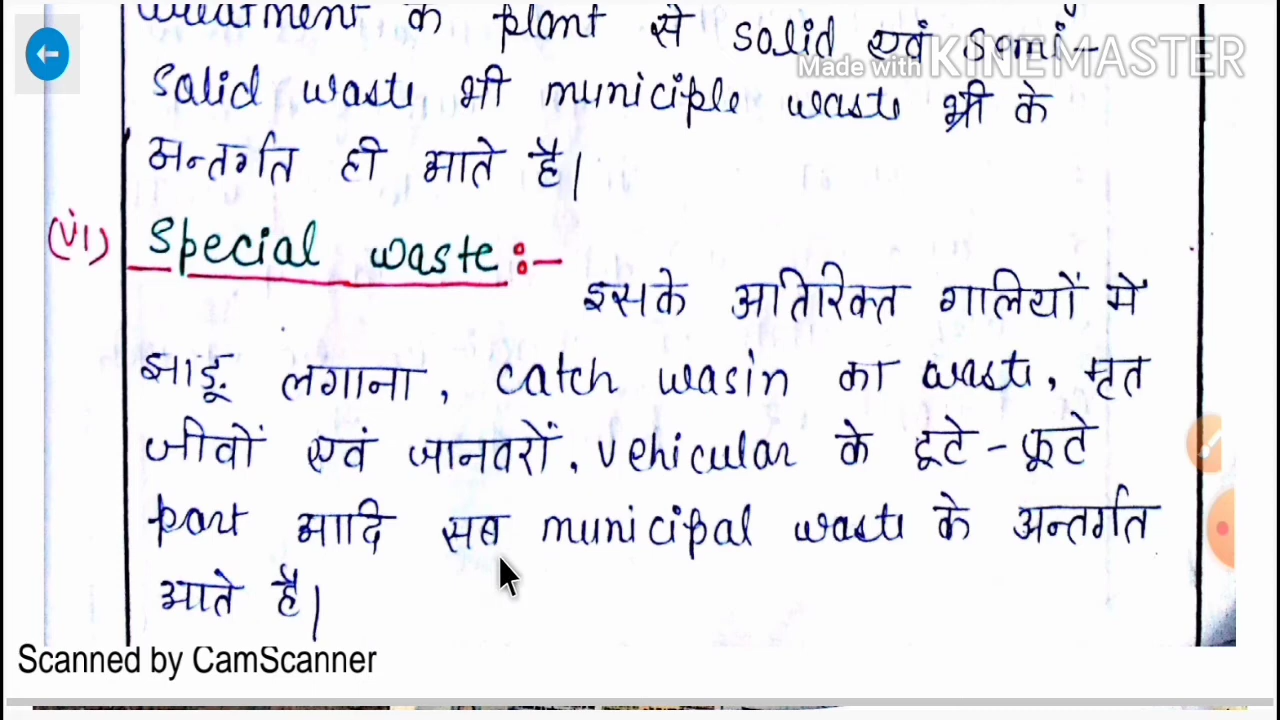 treatment के plant से solid एवं semi-
Made with KINEMASTER
Salid waste भी municiple waste भी के
अन्तर्गत ही आते है।
(vi) Special waste :-
इसके अतिरिक्त गालियों में
झाडू लगाना, catch wasin का waste, मृत
जीवों एवं जानवरों, vehicular के टूटे-फूटे
part आदि सब municipal waste के अन्तर्गत
आते है।
Scanned by CamScanner